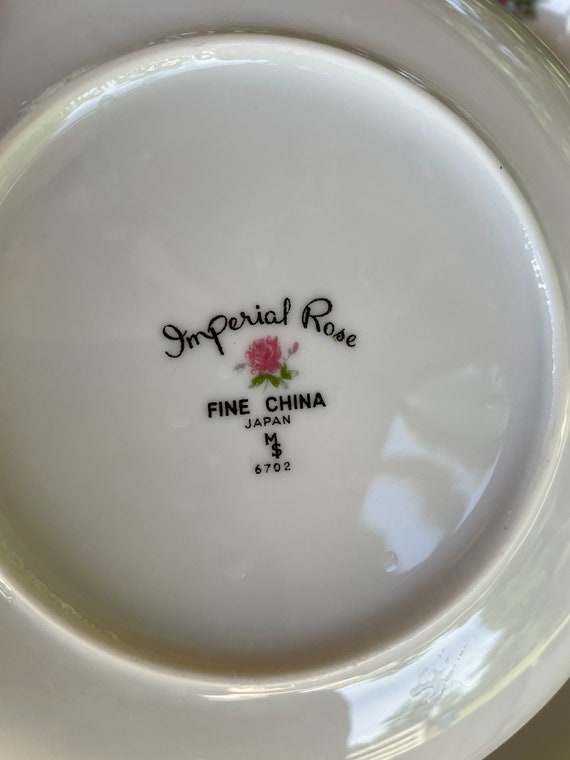 Imperial Rose
FINE CHINA
JAPAN
M
S
6702